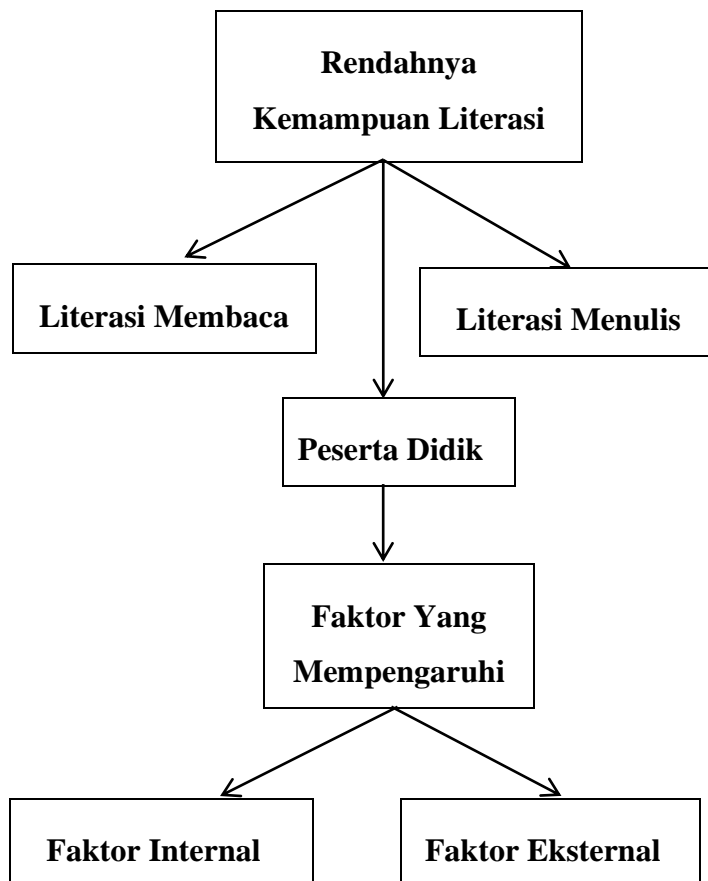 Rendahnya
Kemampuan Literasi
Literasi Membaca
Literasi Menulis
Peserta Didik
Faktor Yang
Mempengaruhi
Faktor Internal
Faktor Eksternal